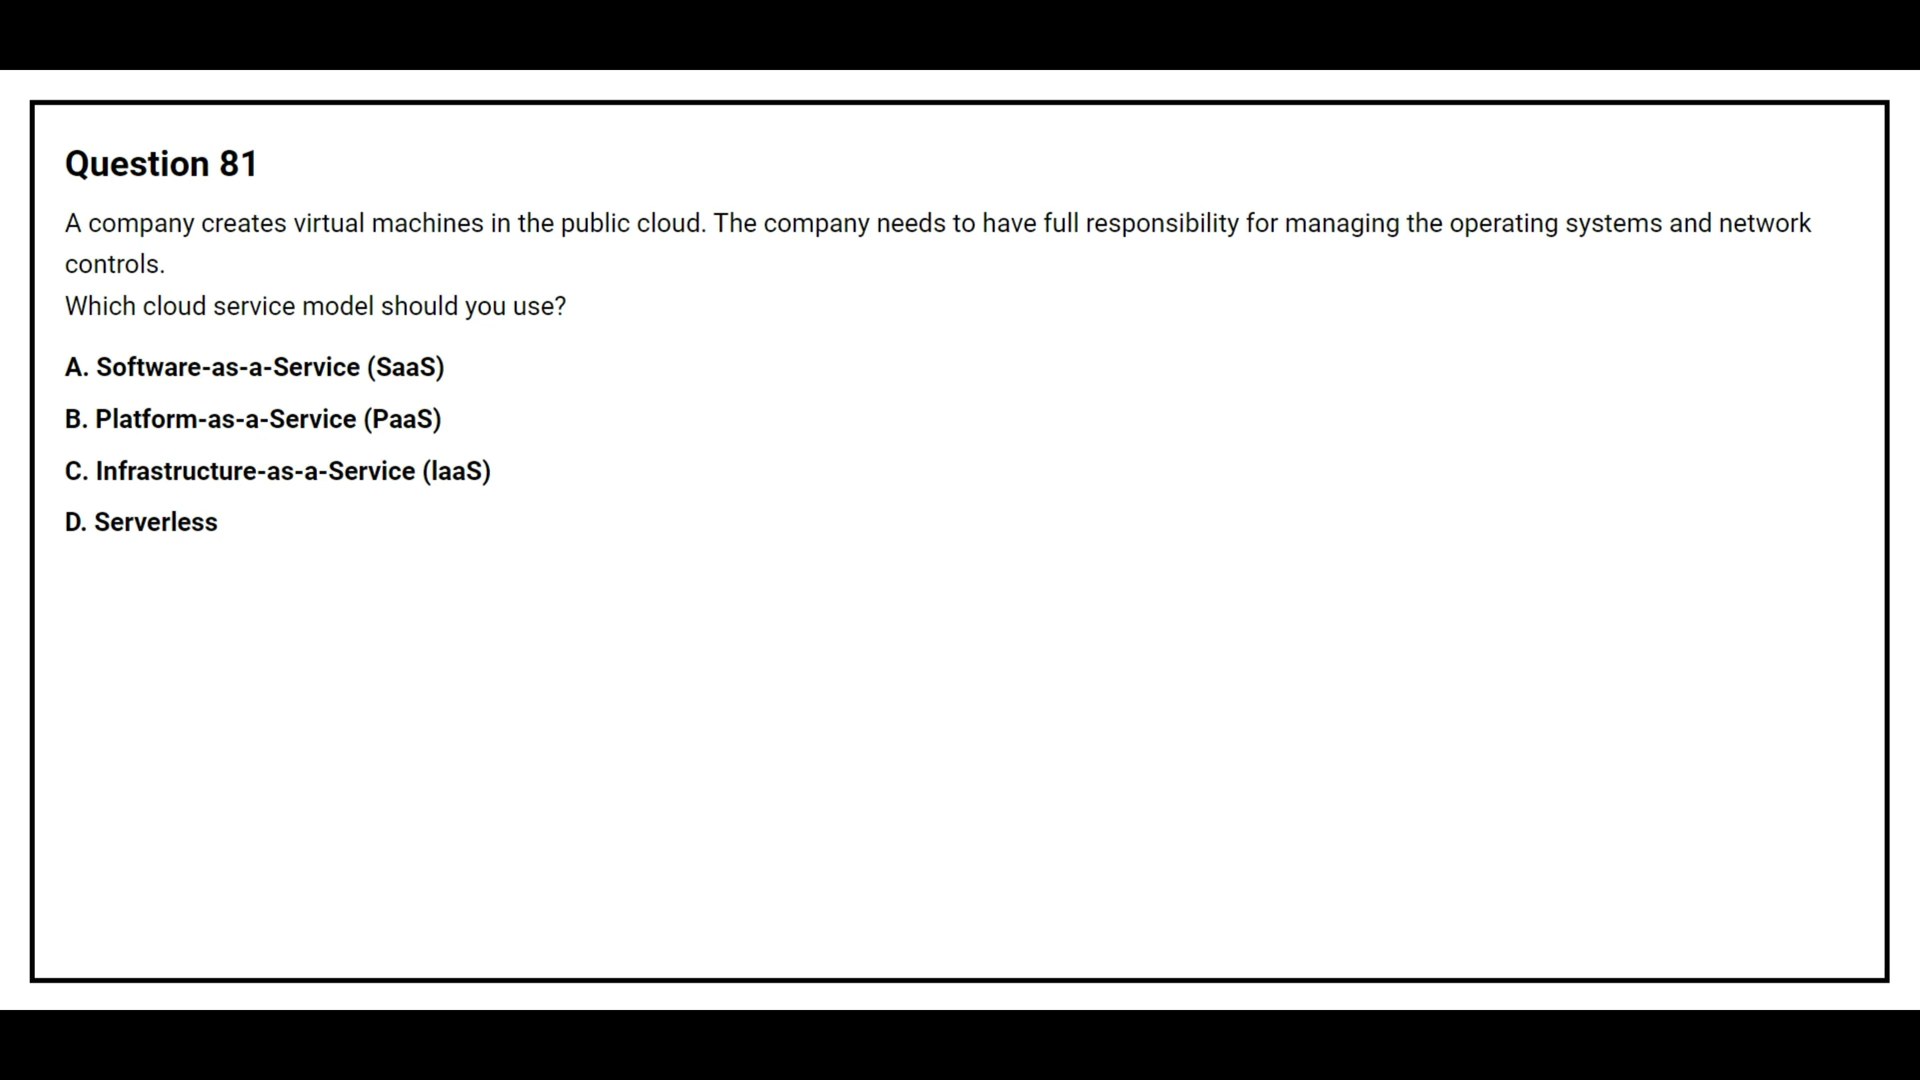 Question 81
A company creates virtual machines in the public cloud. The company needs to have full responsibility for managing the operating systems and network
controls.
Which cloud service model should you use?
A. Software-as-a-Service (SaaS)
B. Platform-as-a-Service (PaaS)
C. Infrastructure-as-a-Service (IaaS)
D. Serverless